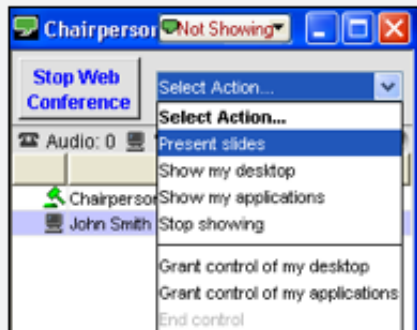 Chairperson Not Showing
Stop Web Conference
Select Action...
Select Action...
Audio: 0
Present slides
Show my desktop
Chairperson
Show my applications
John Smith
Stop showing
Grant control of my desktop
Grant control of my applications
End control